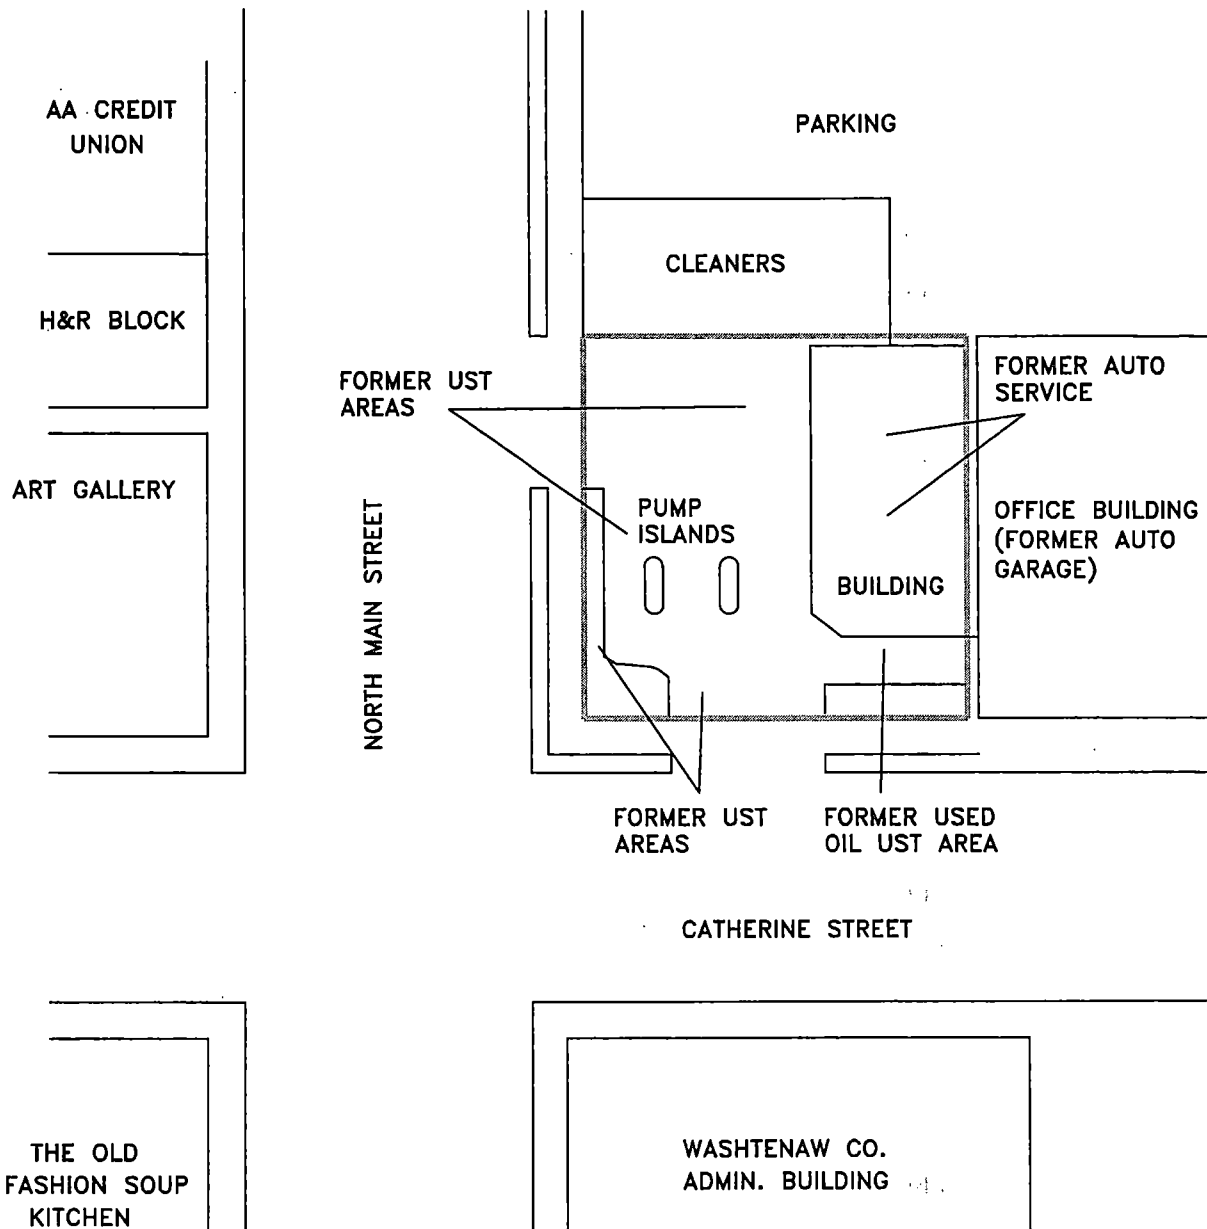 AA CREDIT
UNION
PARKING
CLEANERS
H&R BLOCK
FORMER UST
AREAS
FORMER AUTO
SERVICE
ART GALLERY
NORTH MAIN STREET
PUMP
ISLANDS
OFFICE BUILDING
(FORMER AUTO
GARAGE)
BUILDING
FORMER UST
AREAS
FORMER USED
OIL UST AREA
CATHERINE STREET
THE OLD
FASHION SOUP
KITCHEN
WASHTENAW CO.
ADMIN. BUILDING